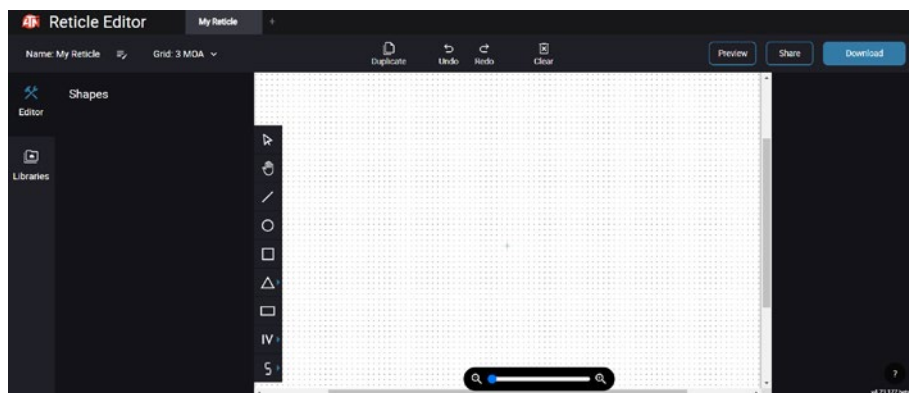 ATN Reticle Editor
My Reticle
+
Name: My Reticle
Grid: 3 MOA
Duplicate
Undo
Redo
Clear
Preview
Share
Download
Editor
Shapes
Libraries
IV
S
?